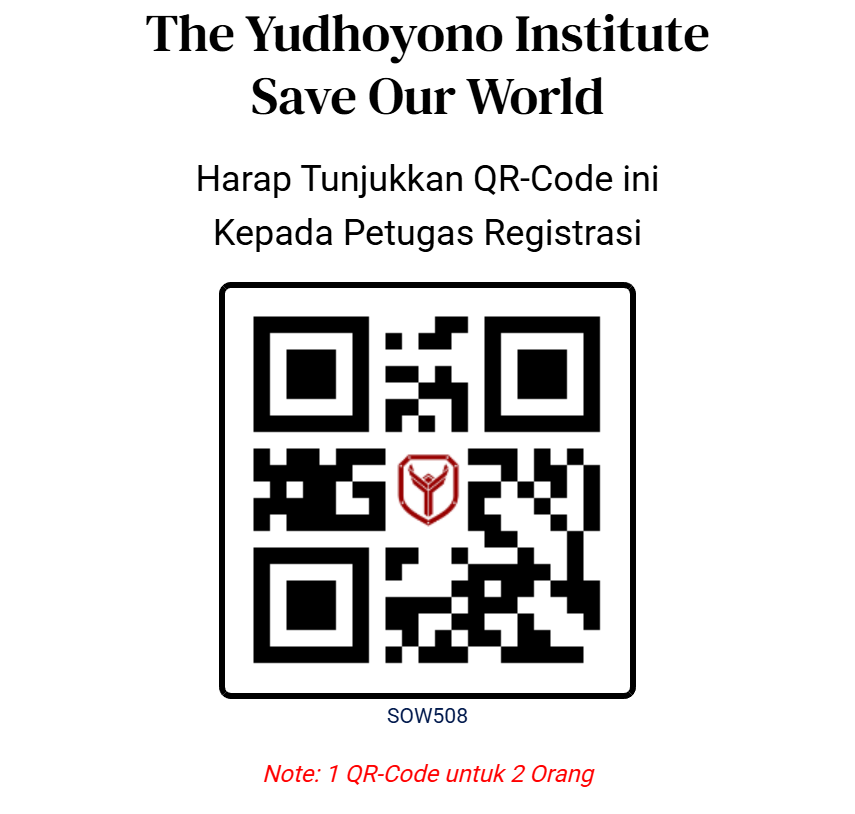 The Yudhoyono Institute
Save Our World
Harap Tunjukkan QR-Code ini
Kepada Petugas Registrasi
SOW508
Note: 1 QR-Code untuk 2 Orang